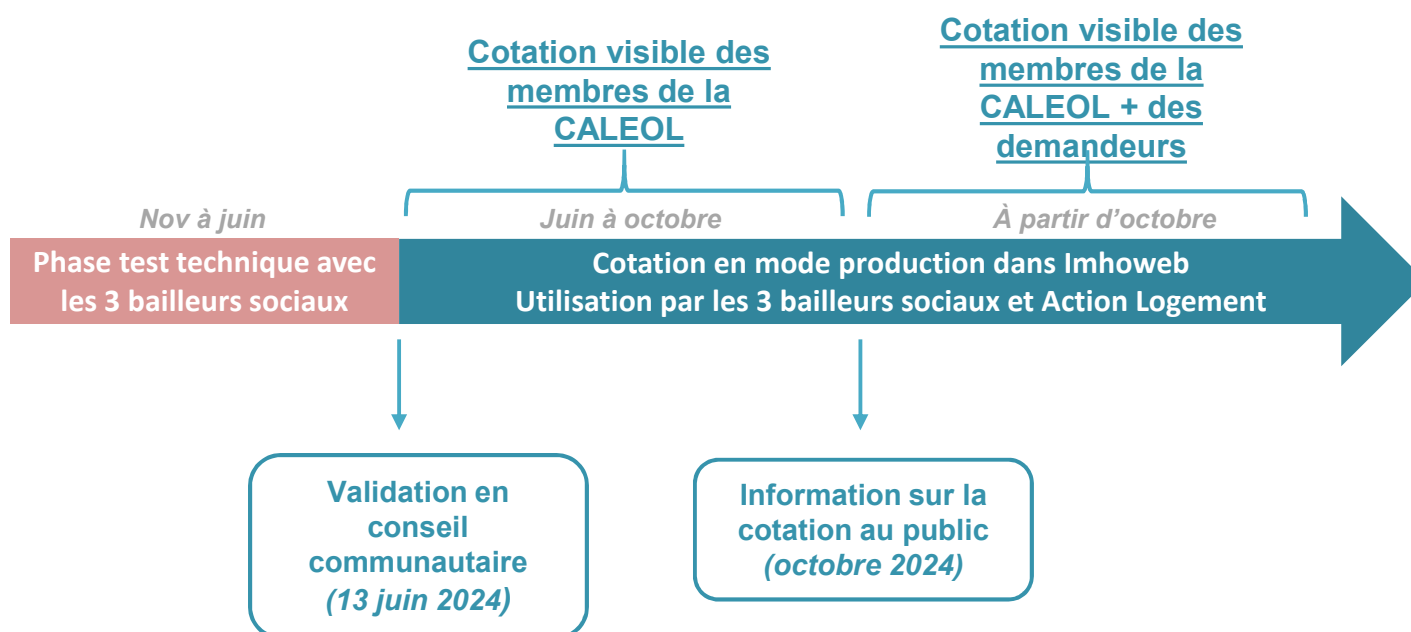 Cotation visible des
membres de la
CALEOL
Cotation visible des
membres de la
CALEOL + des
demandeurs
Nov à juin
Juin à octobre
À partir d’octobre
Phase test technique avec
les 3 bailleurs sociaux
Cotation en mode production dans Imhoweb
Utilisation par les 3 bailleurs sociaux et Action Logement
Validation en
conseil
communautaire
(13 juin 2024)
Information sur la
cotation au public
(octobre 2024)